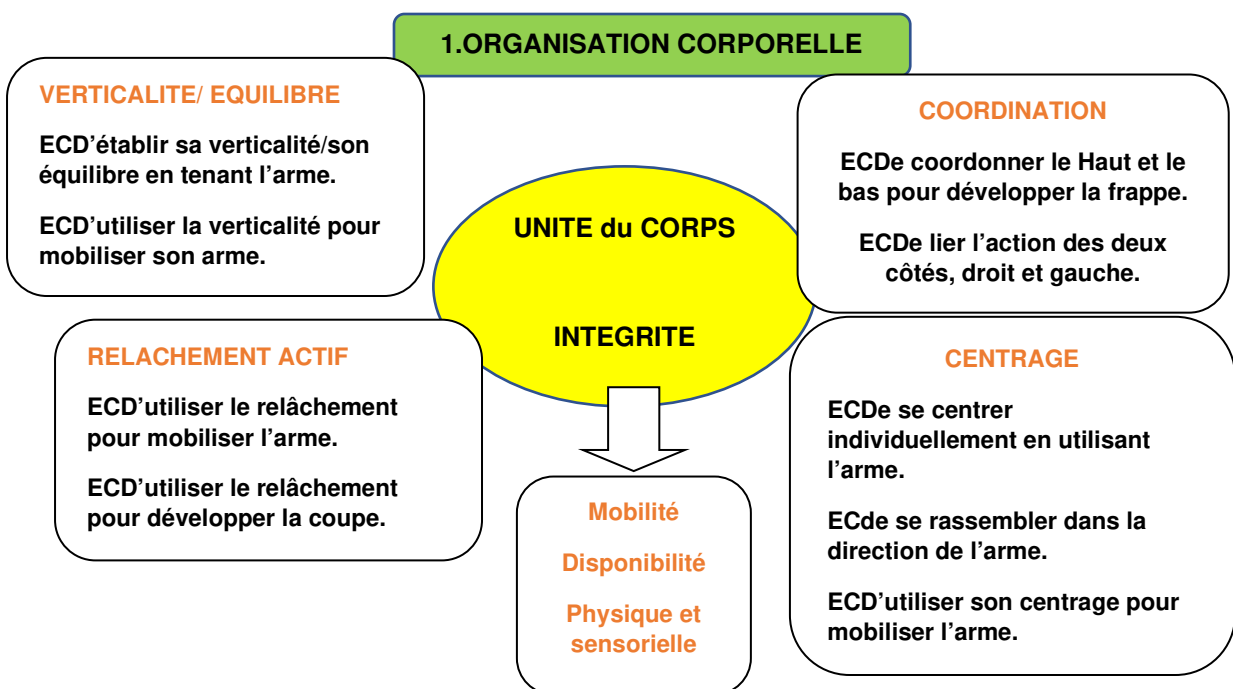 1.ORGANISATION CORPORELLE
VERTICALITE/ EQUILIBRE
ECD’établir sa verticalité/son
équilibre en tenant l’arme.
ECD’utiliser la verticalité pour
mobiliser son arme.
COORDINATION
ECDe coordonner le Haut et le
bas pour développer la frappe.
ECDe lier l’action des deux
côtés, droit et gauche.
UNITE du CORPS
INTEGRITE
RELACHEMENT ACTIF
ECD’utiliser le relâchement
pour mobiliser l’arme.
ECD’utiliser le relâchement
pour développer la coupe.
CENTRAGE
ECDe se centrer
individuellement en utilisant
l’arme.
ECde se rassembler dans la
direction de l’arme.
ECD’utiliser son centrage pour
mobiliser l’arme.
Mobilité
Disponibilité
Physique et
sensorielle